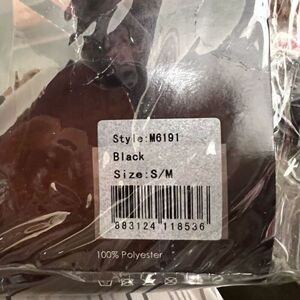 Style:M6191
Black
Size:S/M
883124 118536
100% Polyester